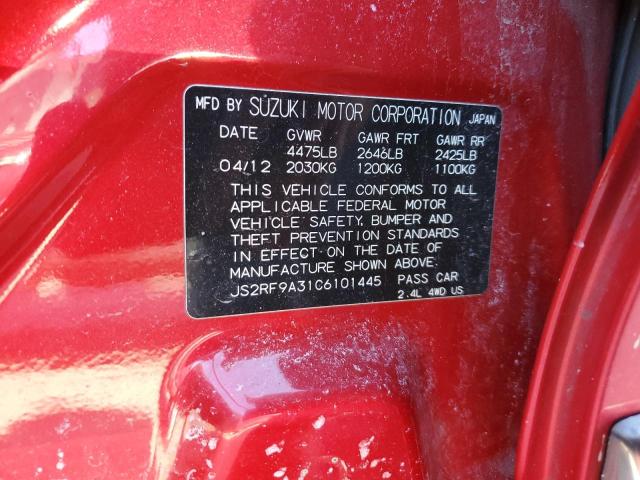 MFD BY SUZUKI MOTOR CORPORATION JAPAN
DATE GVWR GAWR FRT GAWR RR
4475LB 2646LB 2425LB
04/12 2030KG 1200KG 1100KG
THIS VEHICLE CONFORMS TO ALL
APPLICABLE FEDERAL MOTOR
VEHICLE SAFETY, BUMPER AND
THEFT PREVENTION STANDARDS
IN EFFECT ON THE DATE OF
MANUFACTURE SHOWN ABOVE.
JS2RF9A31C6101445 PASS CAR
2.4L 4WD US